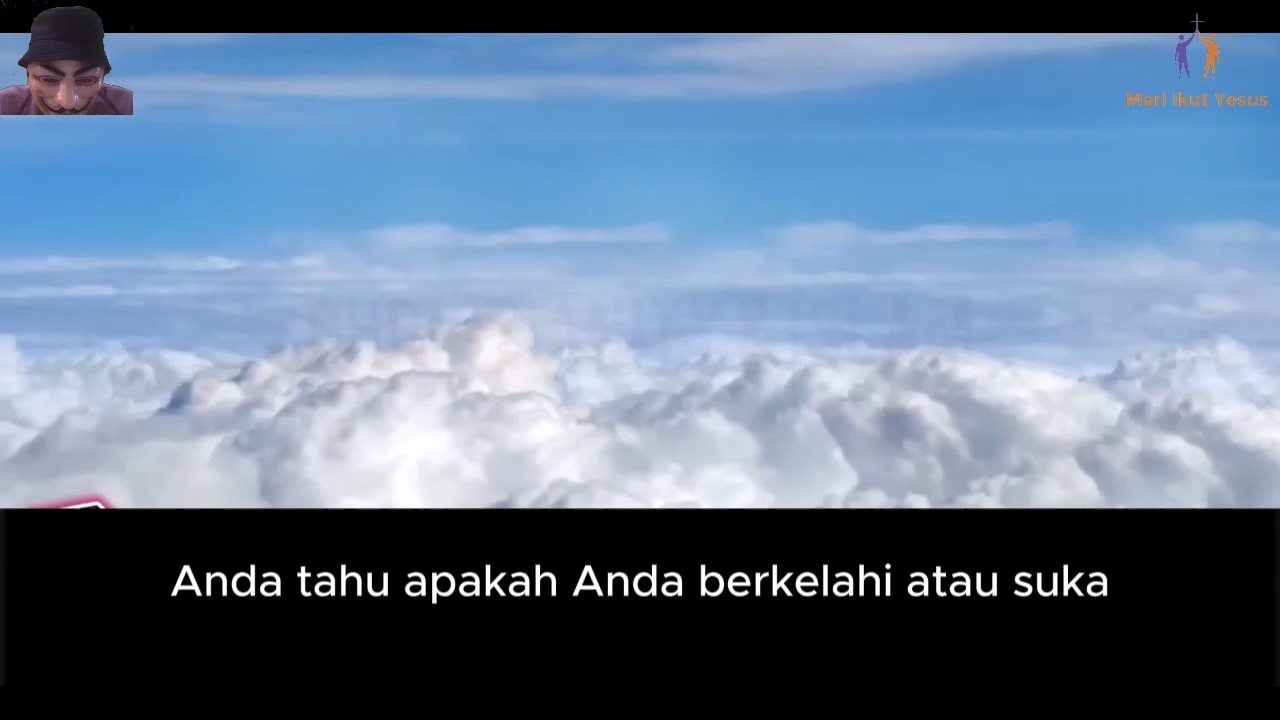 Mari Ikut Yesus
Anda tahu apakah Anda berkelahi atau suka